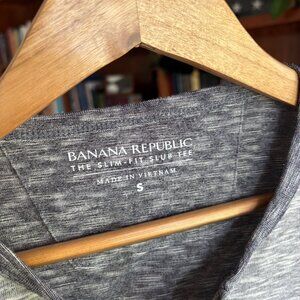 BANANA REPUBLIC
THE SLIM-FIT SLUB TEE
MADE IN VIETNAM
S